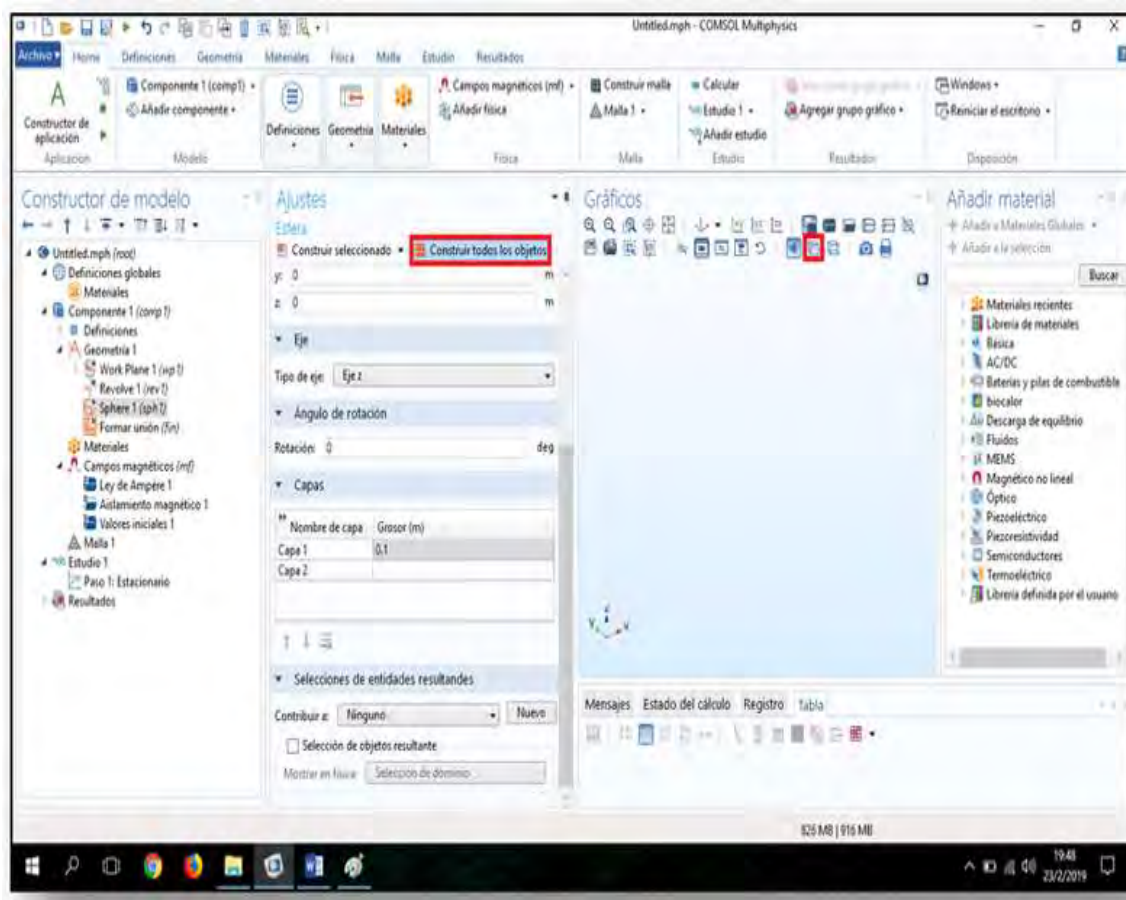 Untitled.mph - COMSOL Multiphysics
Archivo Home Definiciones Geometría Materiales Física Malla Estudio Resultados
A
Constructor de aplicación
Aplicación
Componente 1 (comp1)
Añadir componente
Modelo
Definiciones Geometría Materiales
Campos magnéticos (mf)
Añadir física
Física
Construir malla
Malla 1
Malla
Calcular
Estudio 1
Añadir estudio
Estudio
Agregar grupo gráfico
Resultados
Windows
Reiniciar el escritorio
Disposición
Constructor de modelo
Untitled.mph (root)
Definiciones globales
Materiales
Componente 1 (comp1)
Definiciones
Geometría 1
Work Plane 1 (wp1)
Revolve 1 (rev1)
Sphere 1 (sph1)
Formar unión (fin)
Materiales
Campos magnéticos (mf)
Ley de Ampère 1
Aislamiento magnético 1
Valores iniciales 1
Malla 1
Estudio 1
Paso 1: Estacionario
Resultados
Ajustes
Esfera
Construir seleccionado Construir todos los objetos
y: 0 m
z: 0 m
Eje
Tipo de eje: Eje z
Ángulo de rotación
Rotación: 0 deg
Capas
Nombre de capa Grosor (m)
Capa 1 0.1
Capa 2
Selecciones de entidades resultandes
Contribuir a: Ninguno Nuevo
Selección de objetos resultante
Mostrar en física: Selección de dominio
Gráficos
z
y x
Mensajes Estado del cálculo Registro Tabla
Añadir material
Añadir a Materiales Globales
Añadir a la selección
Buscar
Materiales recientes
Librería de materiales
Básica
AC/DC
Baterías y pilas de combustible
biocalor
Descarga de equilibrio
Fluidos
MEMS
Magnético no lineal
Óptico
Piezoeléctrico
Piezoresistividad
Semiconductores
Termoeléctrico
Librería definida por el usuario
826 MB | 916 MB
19:48
23/2/2019